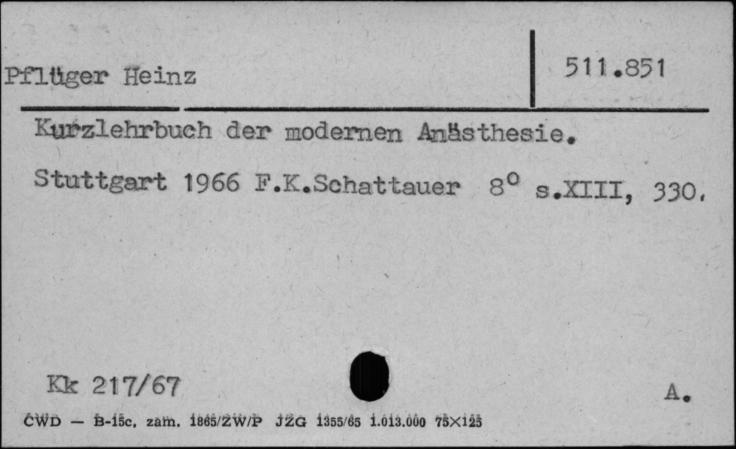 Pflüger Heinz
511.851
Kurzlehrbuch der modernen Anästhesie.
Stuttgart 1966 F.K.Schattauer 8° s.XIII, 330.
Kk 217/67
A.
CWD — B-15c, zam. 1865/ZW/P JZG 1355/65 1.013.000 75×125